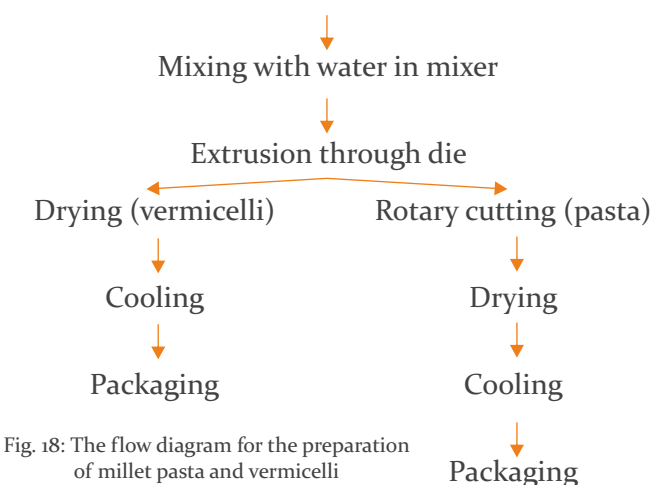 Mixing with water in mixer
Extrusion through die
Drying (vermicelli)
Rotary cutting (pasta)
Cooling
Drying
Packaging
Cooling
Fig. 18: The flow diagram for the preparation
of millet pasta and vermicelli
Packaging